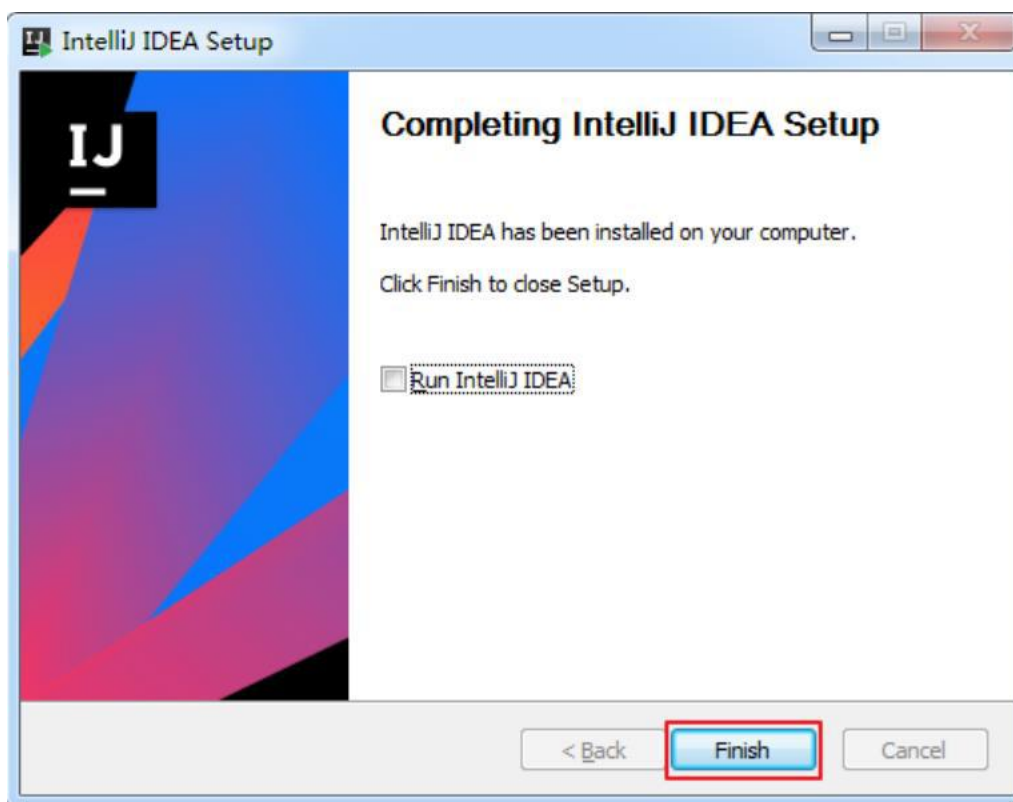 IntelliJ IDEA Setup
IJ
Completing IntelliJ IDEA Setup
IntelliJ IDEA has been installed on your computer.
Click Finish to close Setup.
Run IntelliJ IDEA
< Back
Finish
Cancel